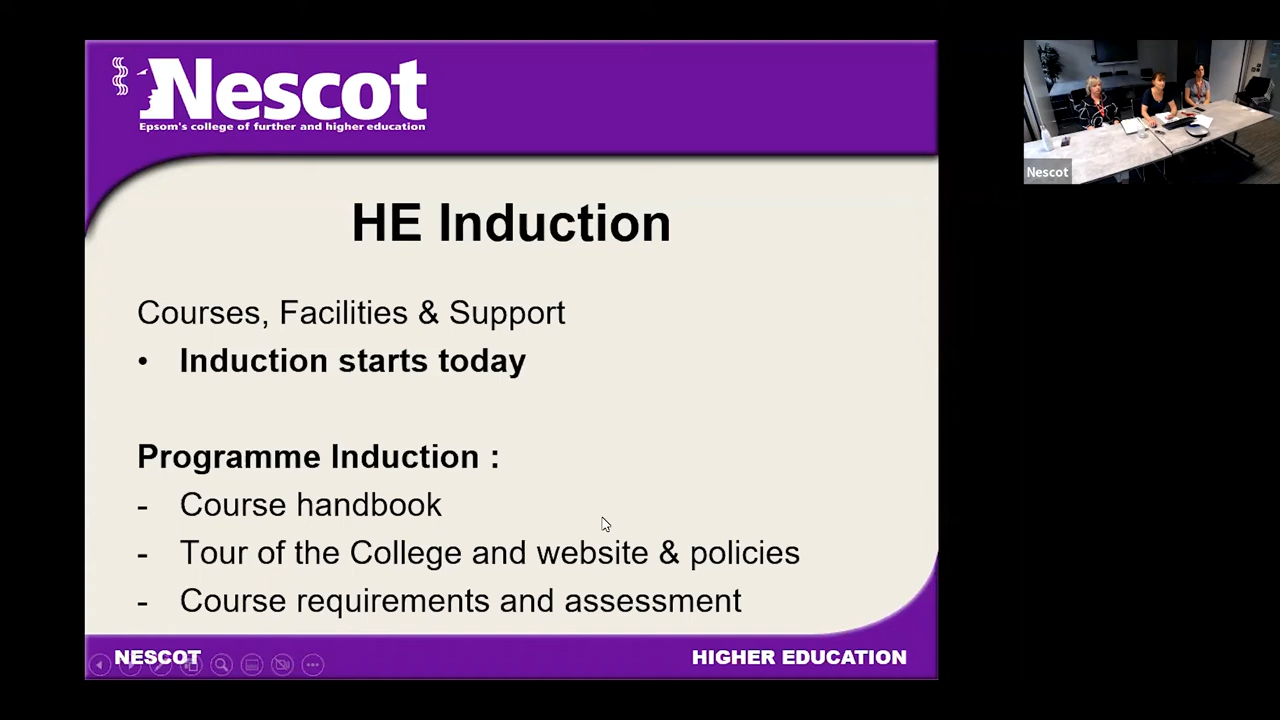 Nescot
Epsom's college of further and higher education
HE Induction
Courses, Facilities & Support
• Induction starts today
Programme Induction :
- Course handbook
- Tour of the College and website & policies
- Course requirements and assessment
NESCOT
HIGHER EDUCATION
Nescot